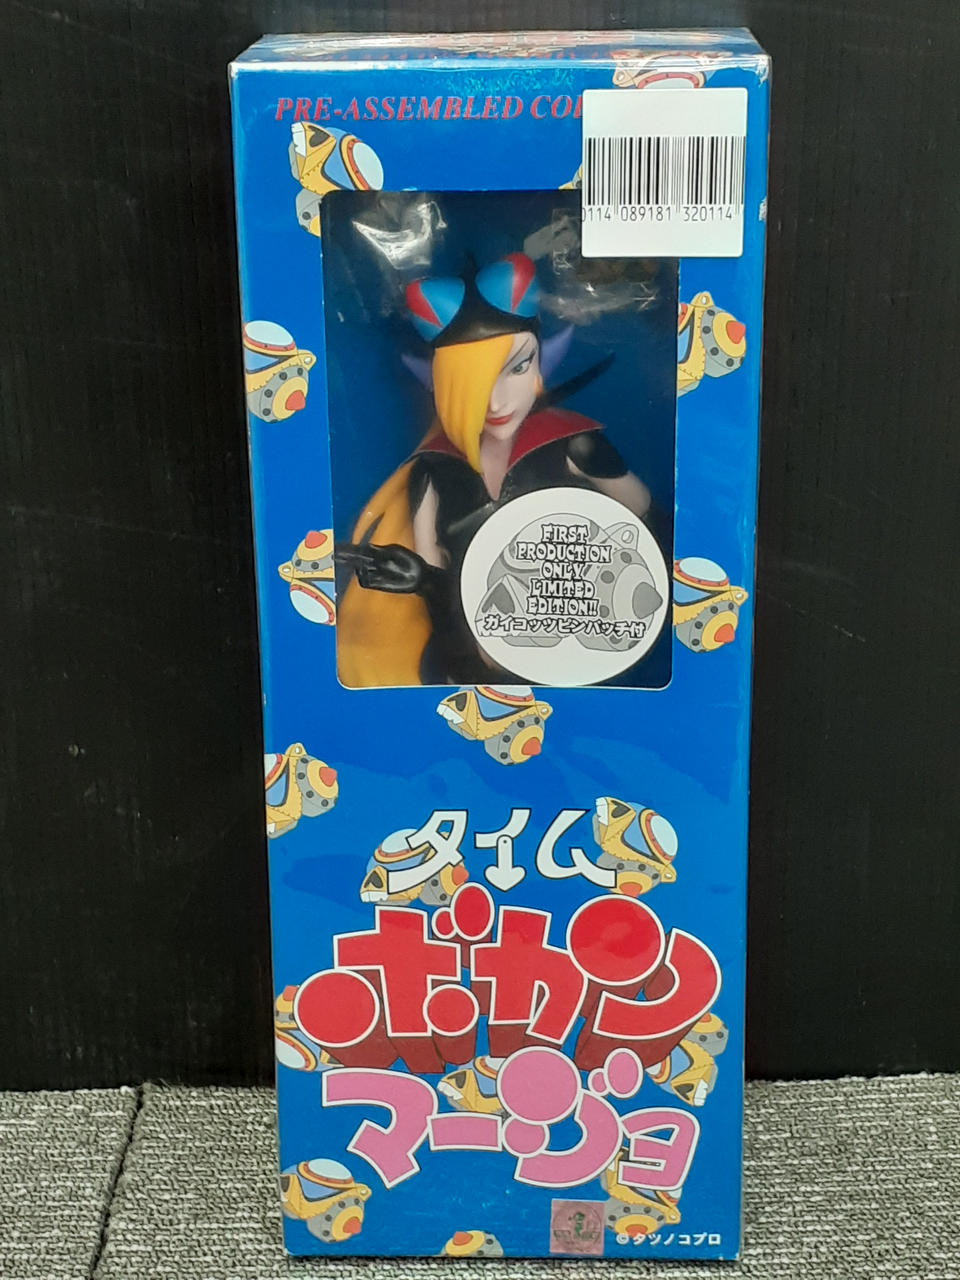 PRE-ASSEMBLED
0114 089181 320114
FIRST
PRODUCTION
ONLY
LIMITED
EDITION!!
ガイコッツピンバッチ付
タイム
ボカン
マージョ
©タツノコプロ